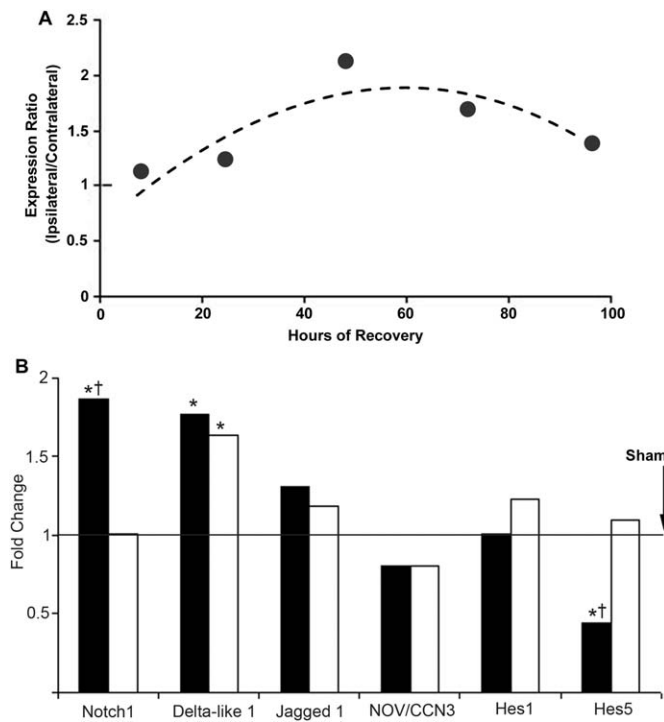 A
2.5
2
1.5
1
0.5
0
Expression Ratio
(Ipsilateral/Contralateral)
0 20 40 60 80 100
Hours of Recovery
B
2
1.5
1
0.5
Fold Change
*†
*
*
*†
Sham
Notch1 Delta-like 1 Jagged 1 NOV/CCN3 Hes1 Hes5